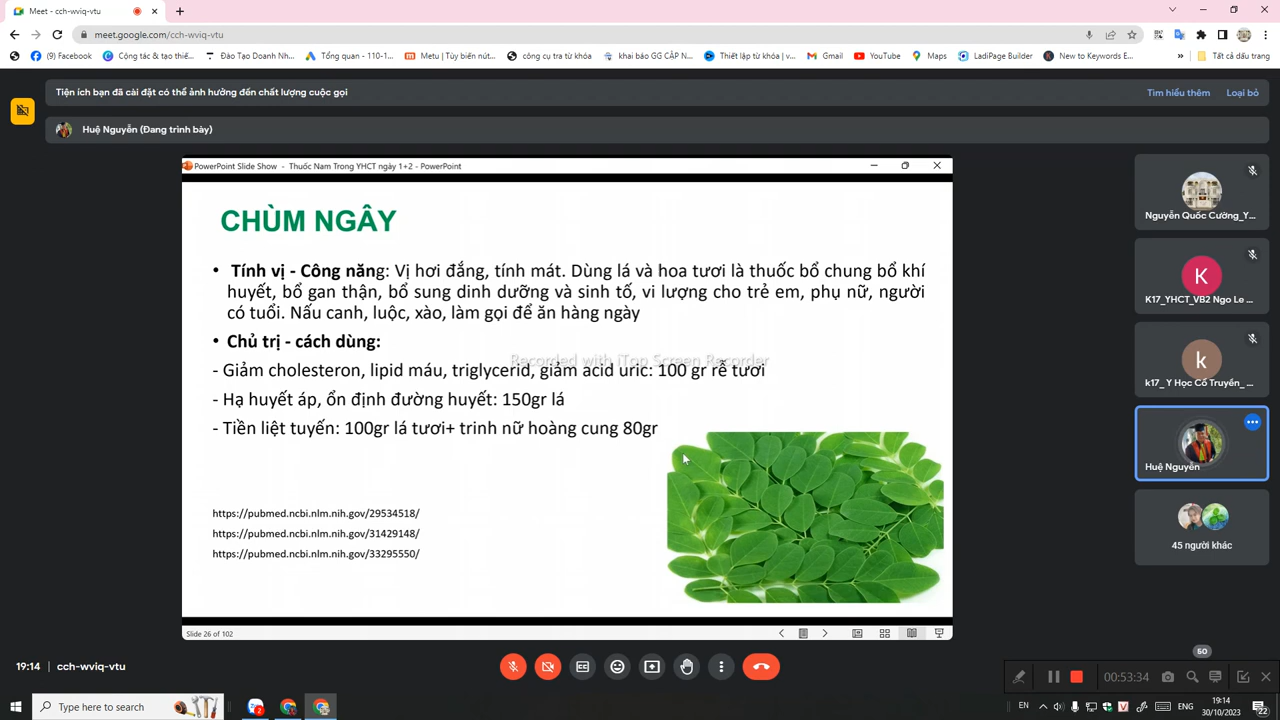 Meet - cch-wviq-vtu
meet.google.com/cch-wviq-vtu
(3) Facebook
Công tác & tạo thiế...
Đào Tạo Doanh Nh...
Tổng quan - 110-1...
Metu | Tùy biến nút...
công cụ tra từ khóa
khai báo GG CẬP N...
Thiết lập từ khóa | v...
Gmail
YouTube
Maps
LadiPage Builder
New to Keywords E...
Tất cả dấu trang
Tiện ích bạn đã cài đặt có thể ảnh hưởng đến chất lượng cuộc gọi
Tìm hiểu thêm
Loại bỏ
Huệ Nguyễn (Đang trình bày)
PowerPoint Slide Show - Thuốc Nam Trong YHCT ngày 1+2 - PowerPoint
CHÙM NGÂY
• Tính vị - Công năng: Vị hơi đắng, tính mát. Dùng lá và hoa tươi là thuốc bổ chung bổ khí
huyết, bổ gan thận, bổ sung dinh dưỡng và sinh tố, vi lượng cho trẻ em, phụ nữ, người
có tuổi. Nấu canh, luộc, xào, làm gọi để ăn hàng ngày
• Chủ trị - cách dùng:
Recorded with iTop Screen Recorder
- Giảm cholesteron, lipid máu, triglycerid, giảm acid uric: 100 gr rễ tươi
- Hạ huyết áp, ổn định đường huyết: 150gr lá
- Tiền liệt tuyến: 100gr lá tươi+ trinh nữ hoàng cung 80gr
https://pubmed.ncbi.nlm.nih.gov/29534518/
https://pubmed.ncbi.nlm.nih.gov/31429148/
https://pubmed.ncbi.nlm.nih.gov/33295550/
Slide 26 of 102
Nguyễn Quốc Cường_Y...
K
K17_YHCT_VB2 Ngo Le ...
k
k17_ Y Học Cổ Truyền_ ...
Huệ Nguyễn
45 người khác
50
19:14
cch-wviq-vtu
00:53:34
Type here to search
EN
ENG
19:14
30/10/2023
22